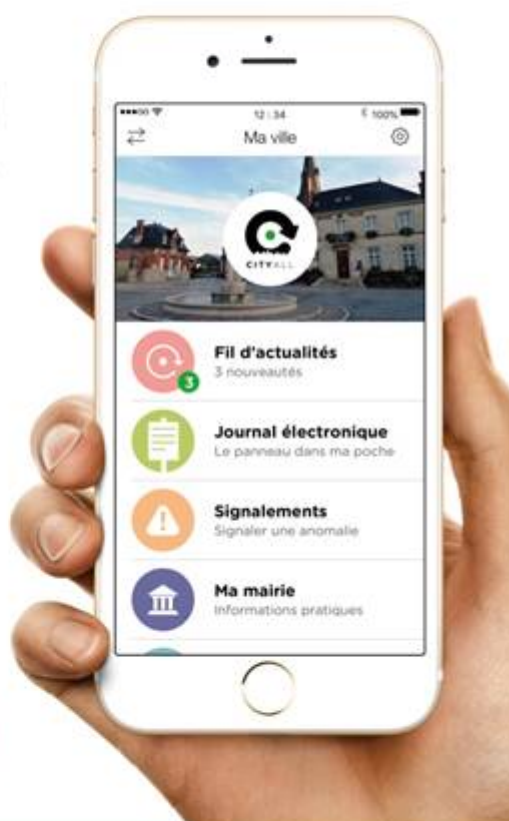 12:34
100%
Ma ville
CITYALL
Fil d'actualités
3 nouveautés
3
Journal électronique
Le panneau dans ma poche
Signalements
Signaler une anomalie
Ma mairie
Informations pratiques